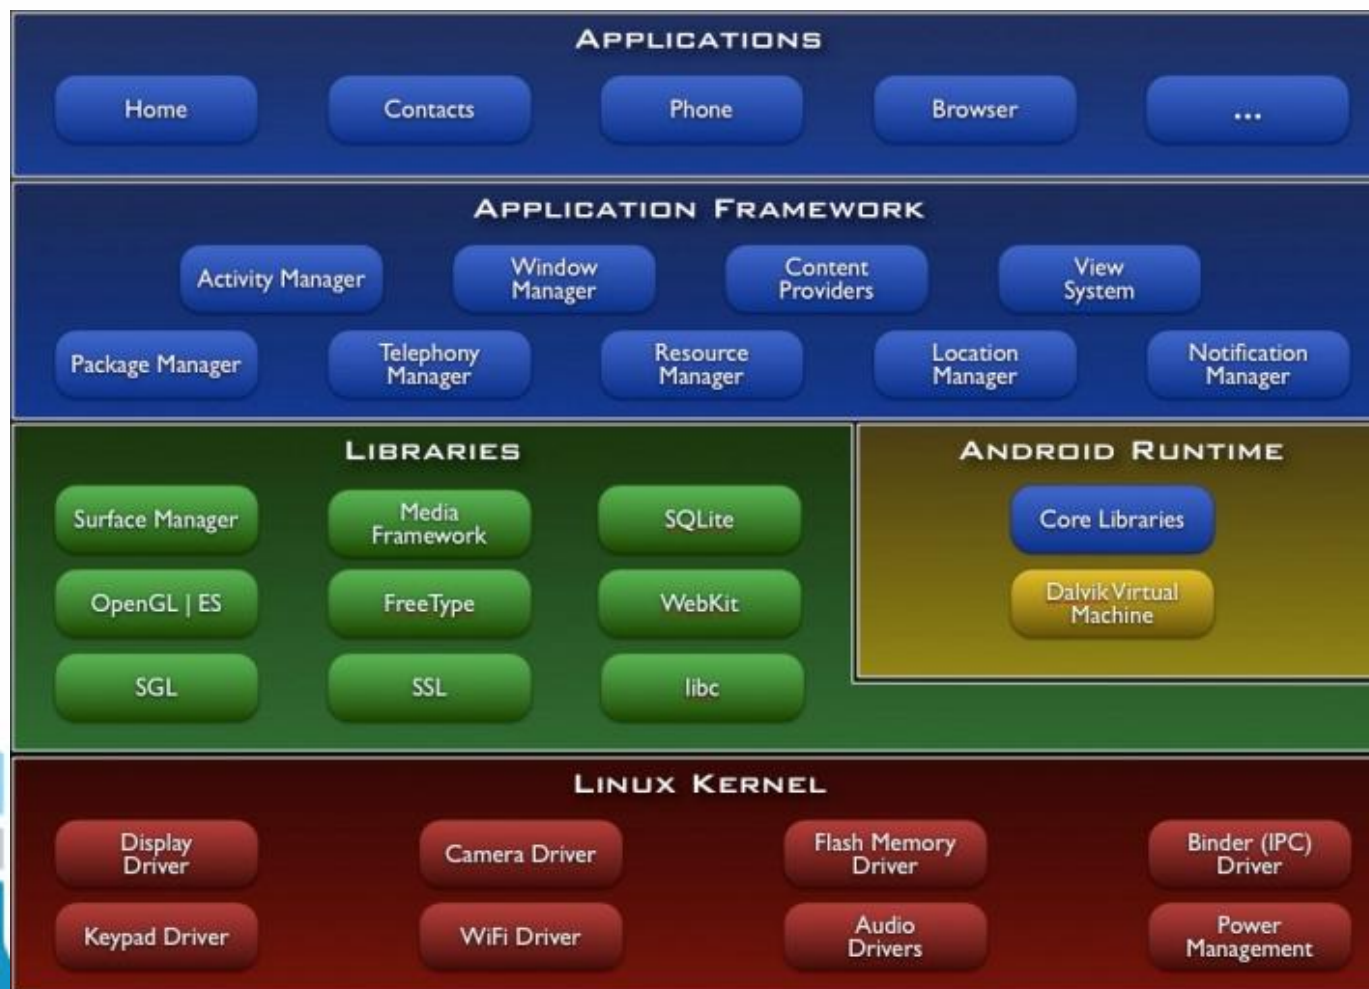 APPLICATIONS
Home
Contacts
Phone
Browser
...
APPLICATION FRAMEWORK
Activity Manager
Window
Manager
Content
Providers
View
System
Package Manager
Telephony
Manager
Resource
Manager
Location
Manager
Notification
Manager
LIBRARIES
Surface Manager
Media
Framework
SQLite
OpenGL | ES
FreeType
WebKit
SGL
SSL
libc
ANDROID RUNTIME
Core Libraries
Dalvik Virtual
Machine
LINUX KERNEL
Display
Driver
Camera Driver
Flash Memory
Driver
Binder (IPC)
Driver
Keypad Driver
WiFi Driver
Audio
Drivers
Power
Management